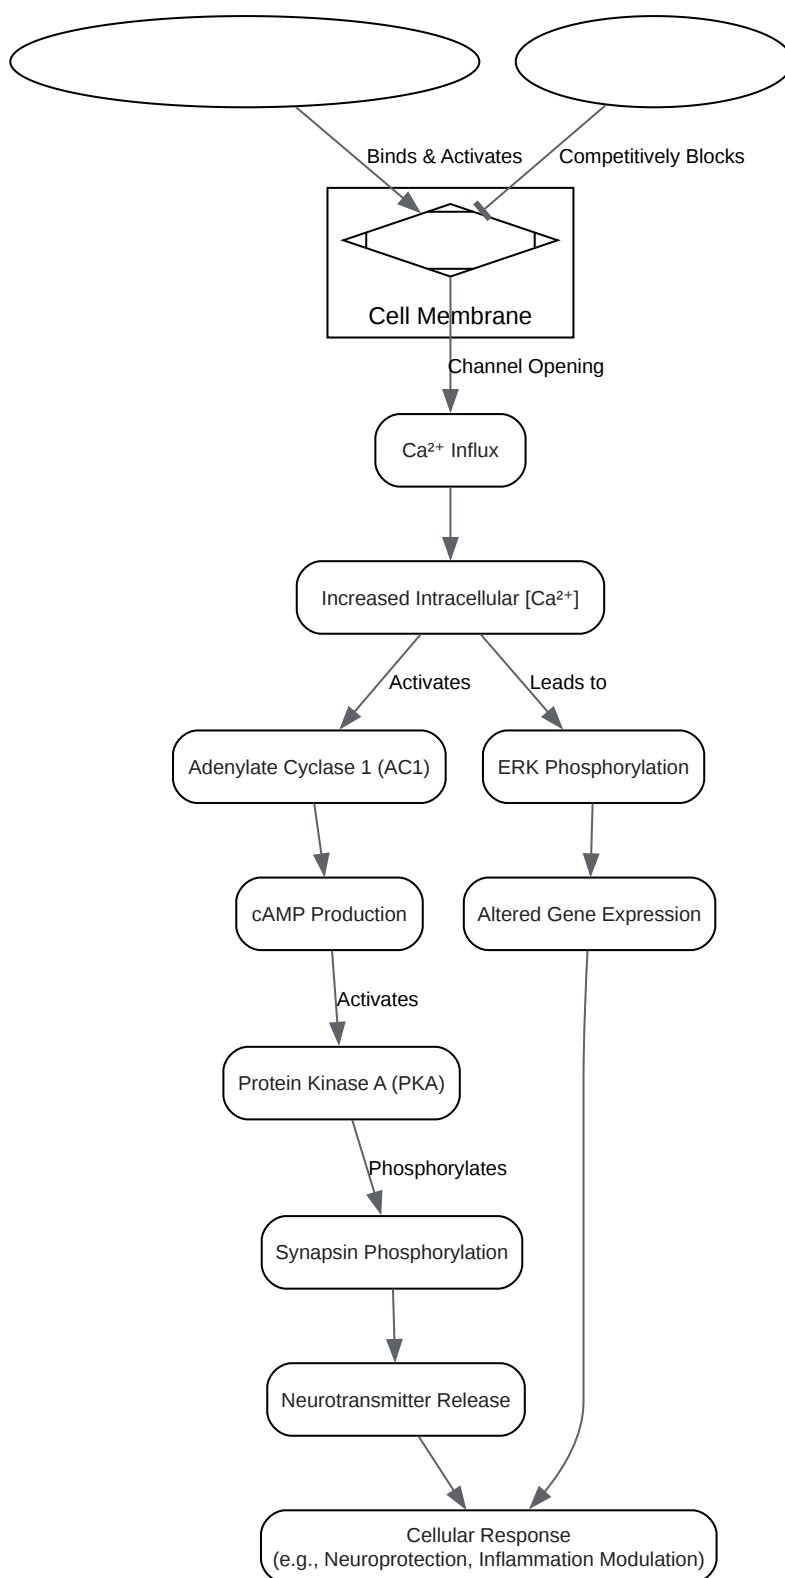 Binds & Activates
Competitively Blocks
Cell Membrane
Channel Opening
Ca²⁺ Influx
Increased Intracellular [Ca²⁺]
Activates
Leads to
Adenylate Cyclase 1 (AC1)
ERK Phosphorylation
cAMP Production
Altered Gene Expression
Activates
Protein Kinase A (PKA)
Phosphorylates
Synapsin Phosphorylation
Neurotransmitter Release
Cellular Response
(e.g., Neuroprotection, Inflammation Modulation)